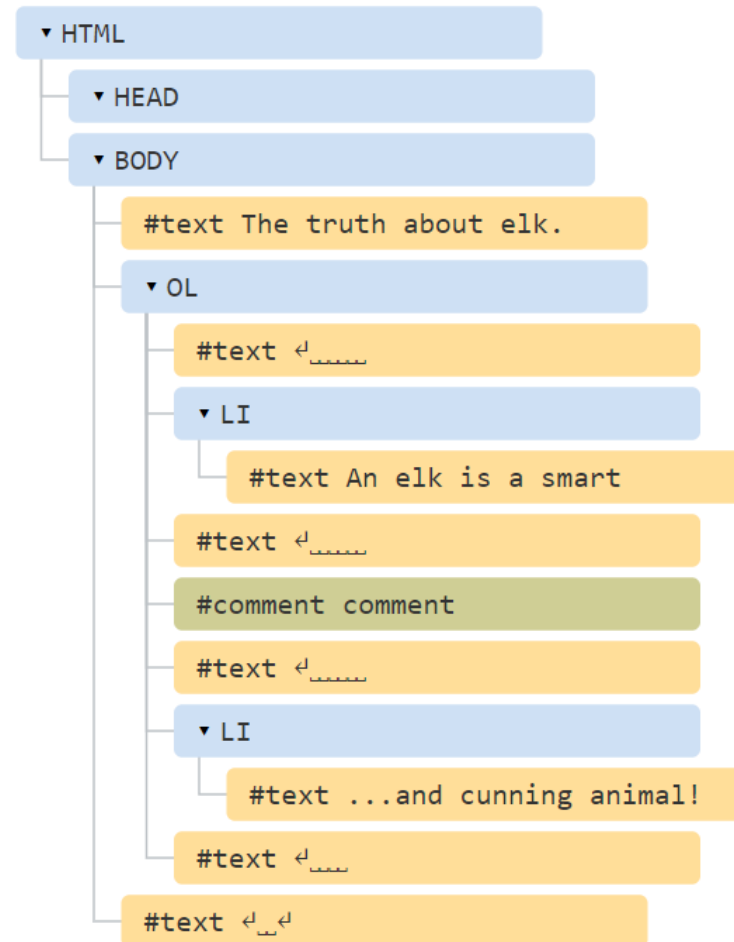 ▾ HTML
▾ HEAD
▾ BODY
#text The truth about elk.
▾ OL
#text ↵␣␣␣␣␣␣
▾ LI
#text An elk is a smart
#text ↵␣␣␣␣␣␣
#comment comment
#text ↵␣␣␣␣␣␣
▾ LI
#text ...and cunning animal!
#text ↵␣␣␣␣
#text ↵␣␣↵